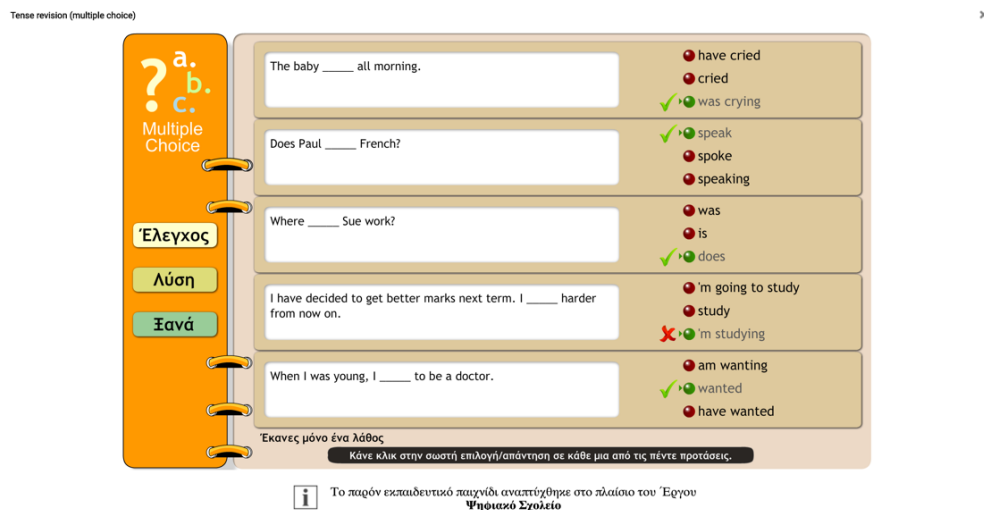 Tense revision (multiple choice)
?
a.
b.
c.
Multiple
Choice
Έλεγχος
Λύση
Ξανά
The baby _____ all morning.
have cried
cried
was crying
Does Paul _____ French?
speak
spoke
speaking
Where _____ Sue work?
was
is
does
I have decided to get better marks next term. I _____ harder
from now on.
'm going to study
study
'm studying
When I was young, I _____ to be a doctor.
am wanting
wanted
have wanted
Έκανες μόνο ένα λάθος
Κάνε κλικ στην σωστή επιλογή/απάντηση σε κάθε μια από τις πέντε προτάσεις.
i
Το παρόν εκπαιδευτικό παιχνίδι αναπτύχθηκε στο πλαίσιο του Έργου
Ψηφιακό Σχολείο